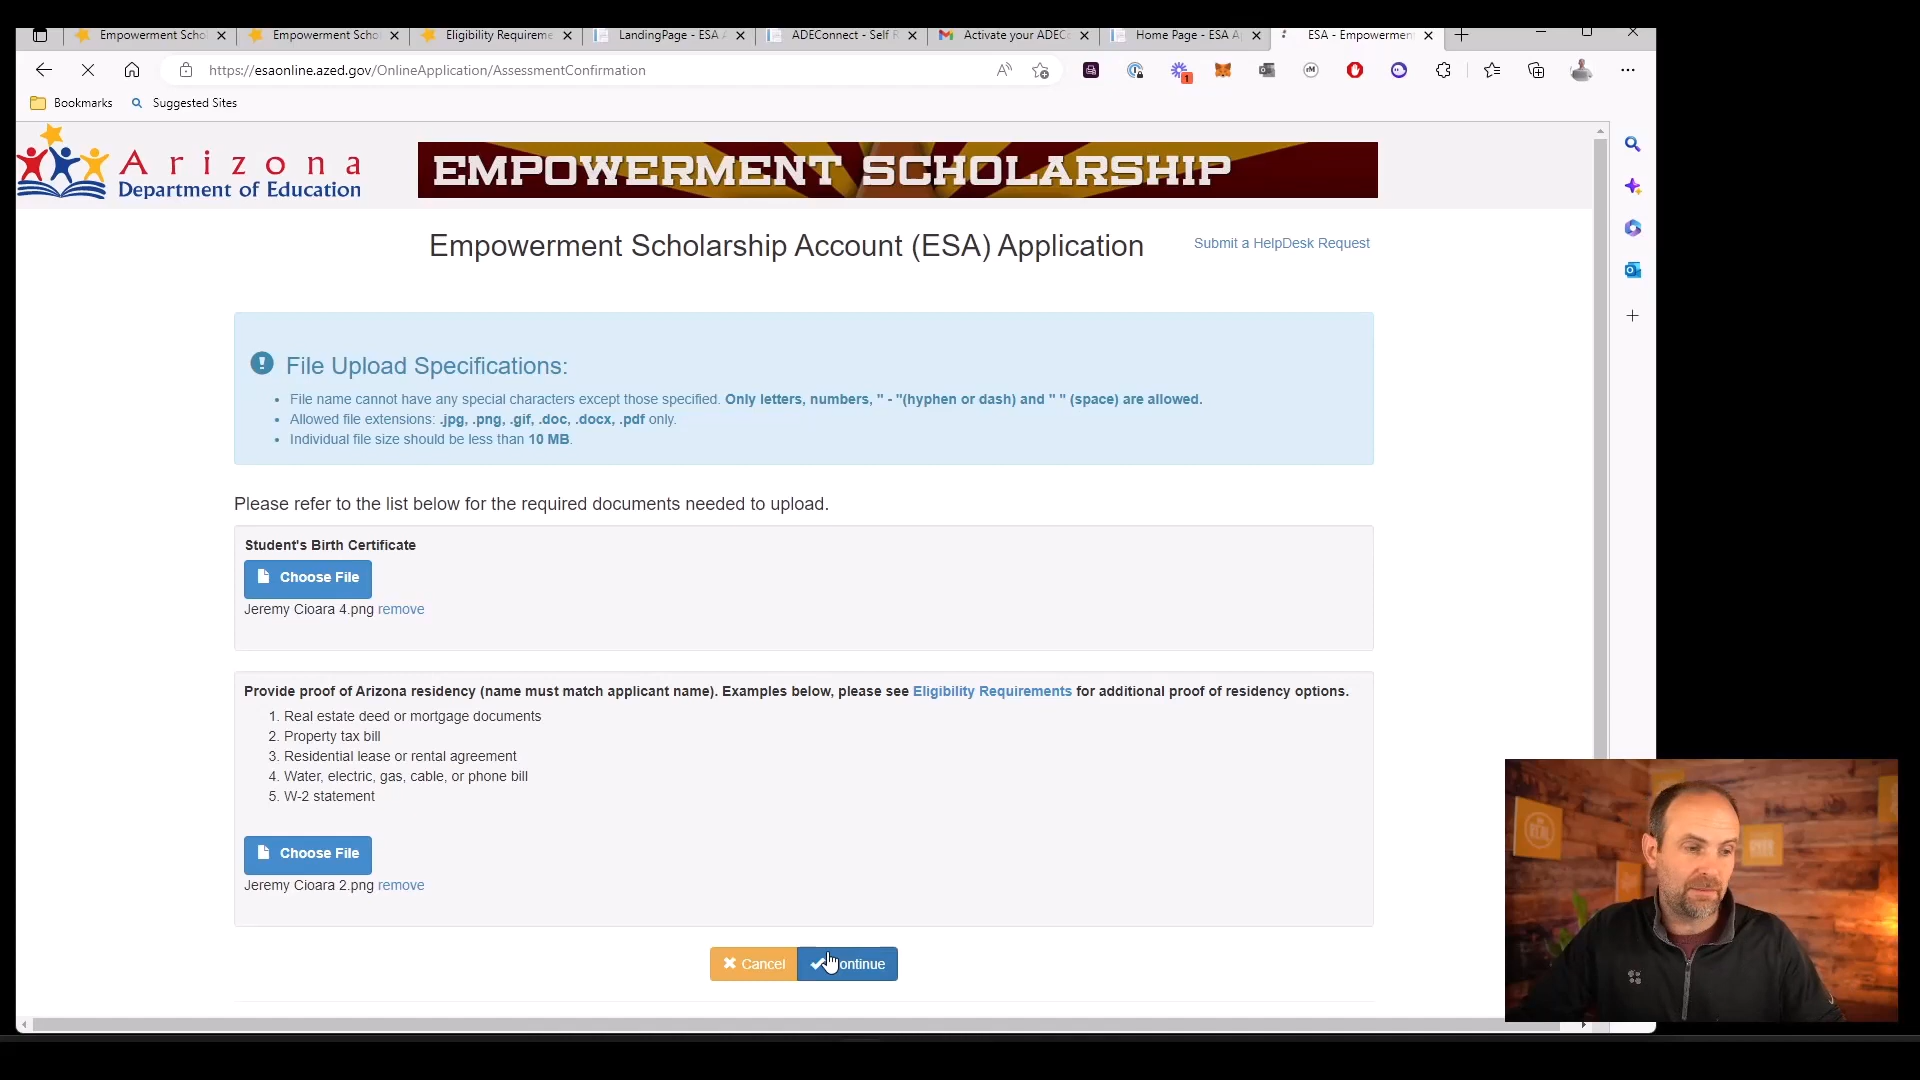 Empowerment Scho
Empowerment Scho
Eligibility Requireme
LandingPage - ESA
ADEConnect - Self R
Activate your ADEC
Home Page - ESA A
ESA - Empowermen
https://esaonline.azed.gov/OnlineApplication/AssessmentConfirmation
1
Bookmarks
Suggested Sites
Arizona
Department of Education
EMPOWERMENT SCHOLARSHIP
Empowerment Scholarship Account (ESA) Application
Submit a HelpDesk Request
File Upload Specifications:
• File name cannot have any special characters except those specified. Only letters, numbers, " - "(hyphen or dash) and " " (space) are allowed.
• Allowed file extensions: .jpg, .png, .gif, .doc, .docx, .pdf only.
• Individual file size should be less than 10 MB.
Please refer to the list below for the required documents needed to upload.
Student's Birth Certificate
Choose File
Jeremy Cioara 4.png remove
Provide proof of Arizona residency (name must match applicant name). Examples below, please see Eligibility Requirements for additional proof of residency options.
1. Real estate deed or mortgage documents
2. Property tax bill
3. Residential lease or rental agreement
4. Water, electric, gas, cable, or phone bill
5. W-2 statement
Choose File
Jeremy Cioara 2.png remove
Cancel
ontinue